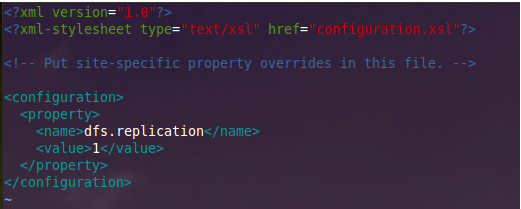 <?xml version="1.0"?>
<?xml-stylesheet type="text/xsl" href="configuration.xsl"?>
<!-- Put site-specific property overrides in this file. -->
<configuration>
  <property>
    <name>dfs.replication</name>
    <value>1</value>
  </property>
</configuration>
~